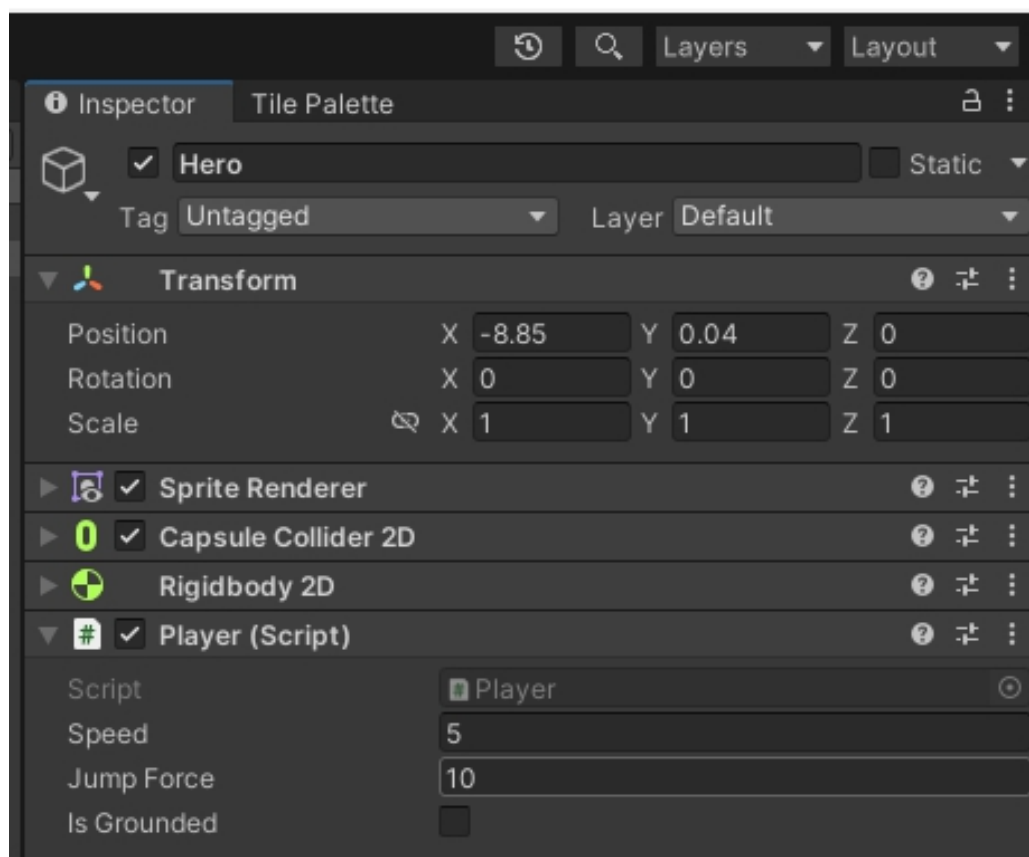 Layers Layout
Inspector Tile Palette
Hero Static
Tag Untagged Layer Default
Transform
Position X -8.85 Y 0.04 Z 0
Rotation X 0 Y 0 Z 0
Scale X 1 Y 1 Z 1
Sprite Renderer
Capsule Collider 2D
Rigidbody 2D
# Player (Script)
Script # Player
Speed 5
Jump Force 10
Is Grounded